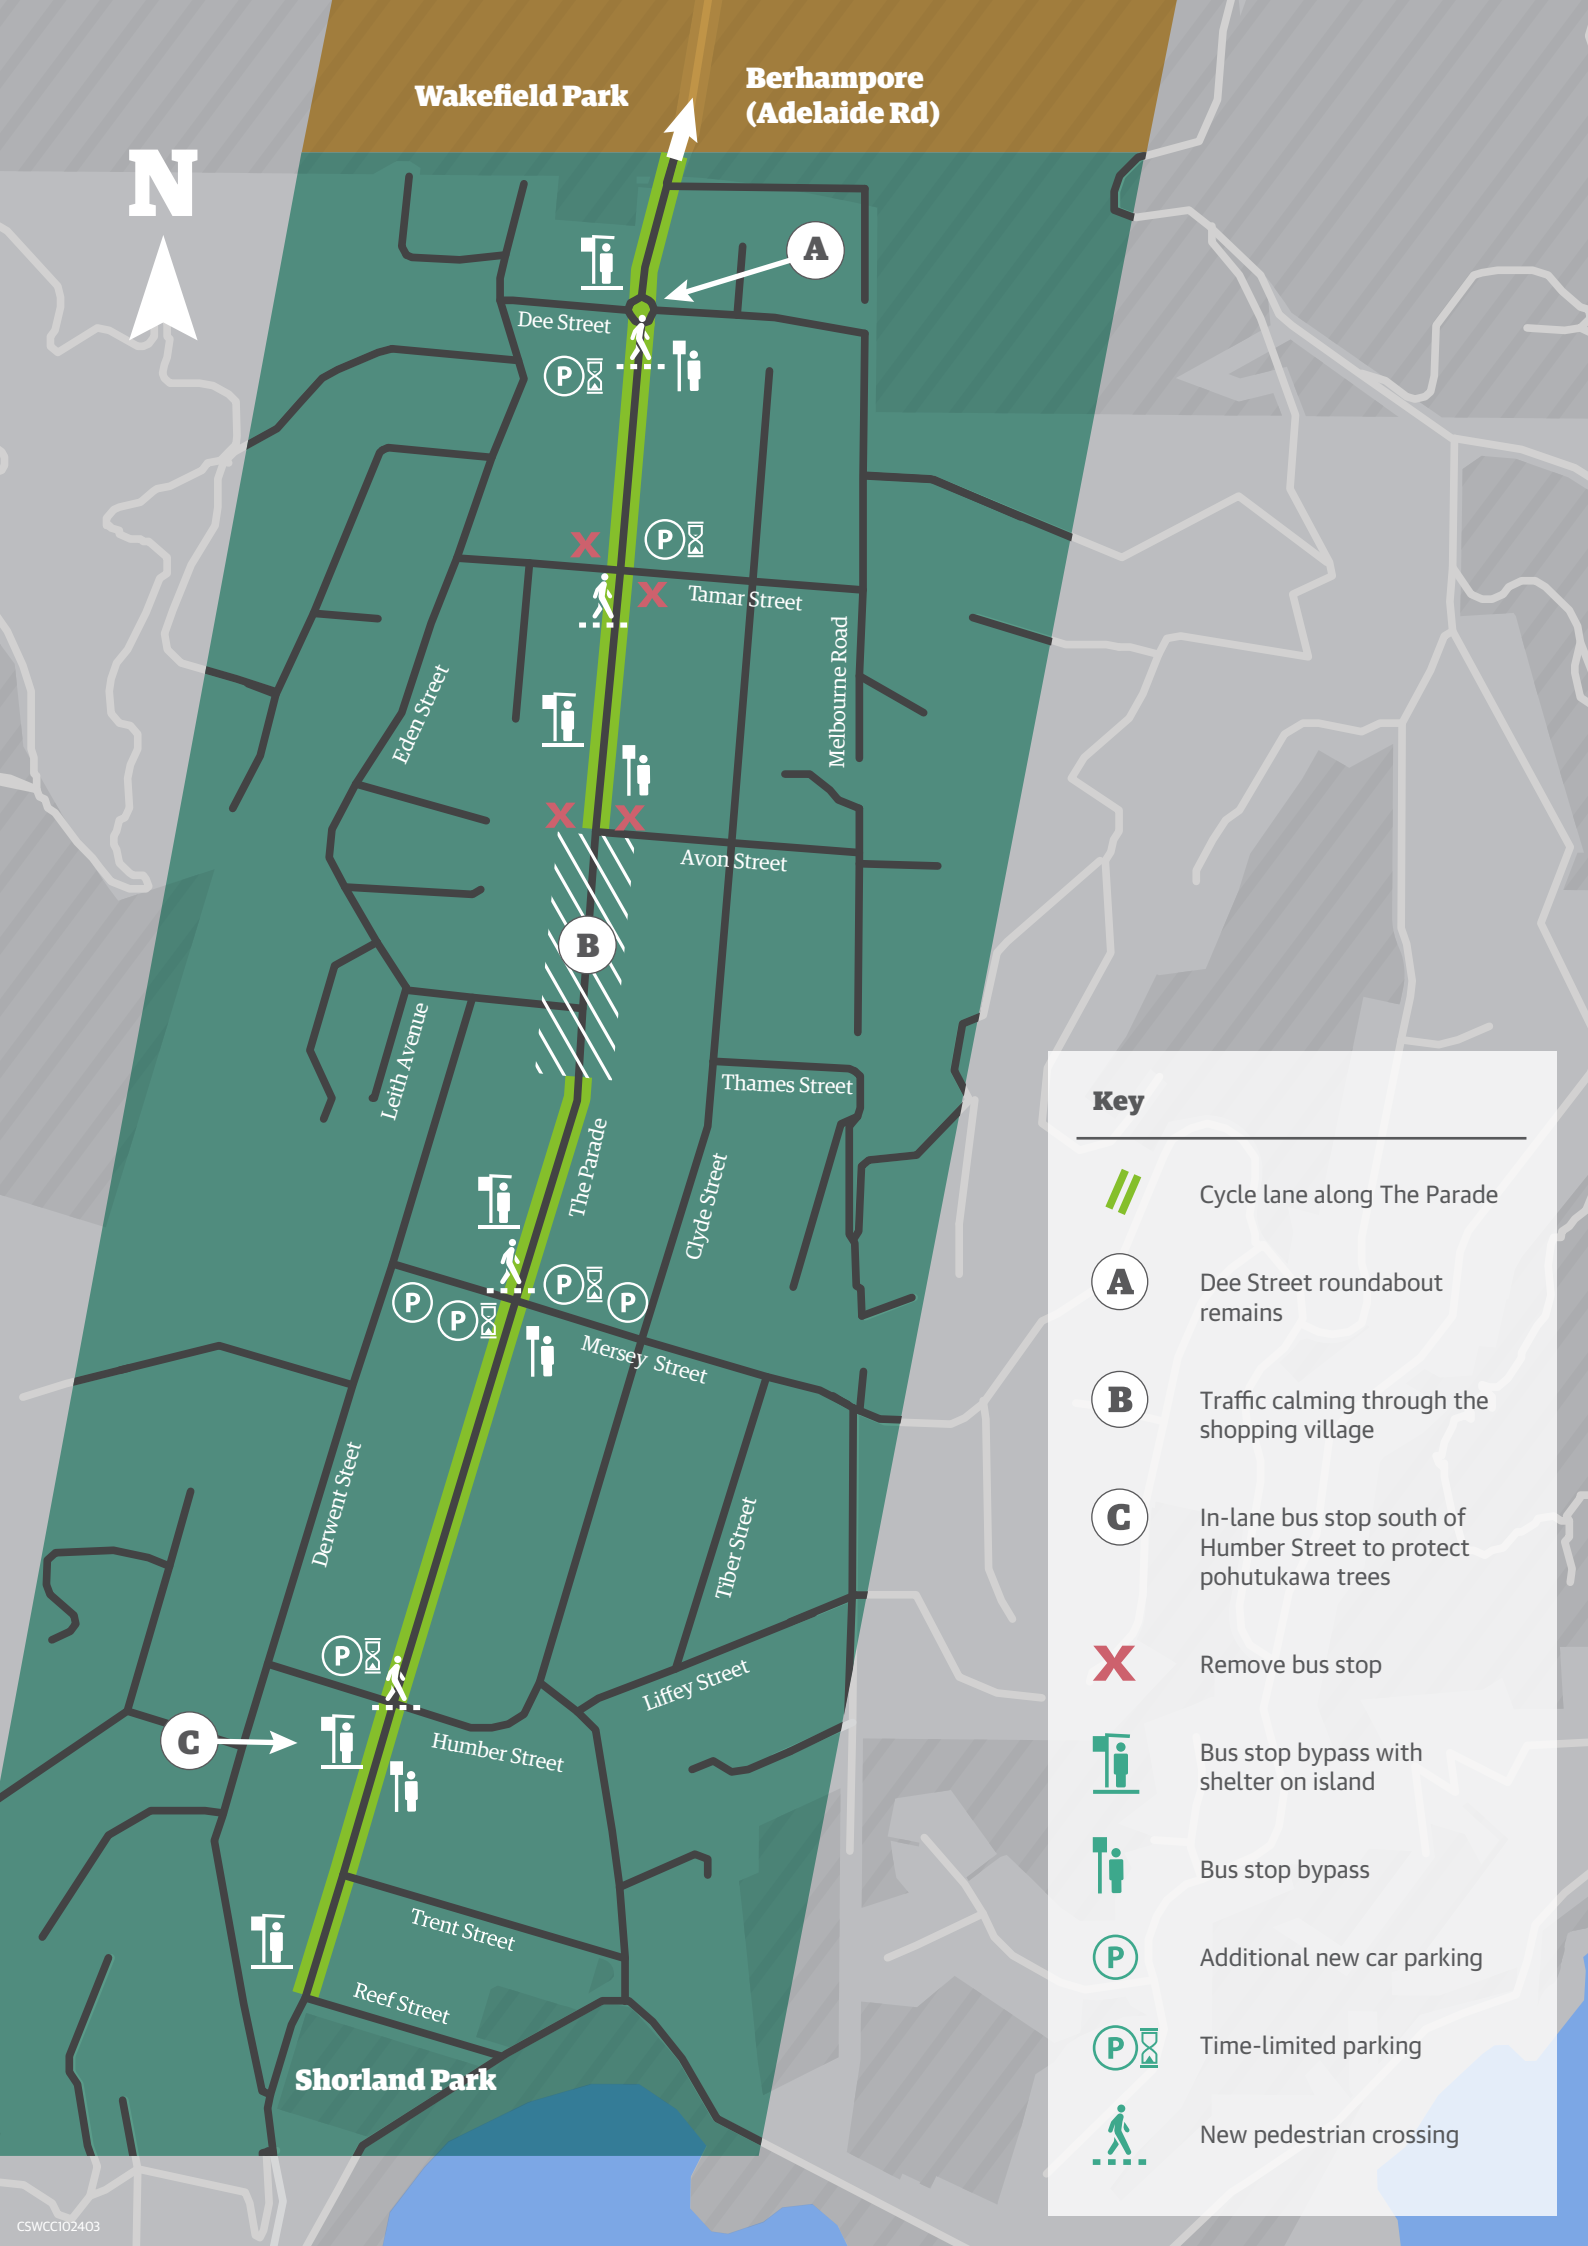 Wakefield Park
Berhampore
(Adelaide Rd)
N
A
Dee Street
P
P
X
X
Tamar Street
Melbourne Road
Eden Street
X
X
Avon Street
B
Leith Avenue
Thames Street
The Parade
Clyde Street
P
P
P
P
Mersey Street
Derwent Steet
Tiber Street
P
Liffey Street
C
Humber Street
Trent Street
Reef Street
Shorland Park
CSWCC102403
Key
Cycle lane along The Parade
A
Dee Street roundabout
remains
B
Traffic calming through the
shopping village
C
In-lane bus stop south of
Humber Street to protect
pohutukawa trees
X
Remove bus stop
Bus stop bypass with
shelter on island
Bus stop bypass
P
Additional new car parking
P
Time-limited parking
New pedestrian crossing